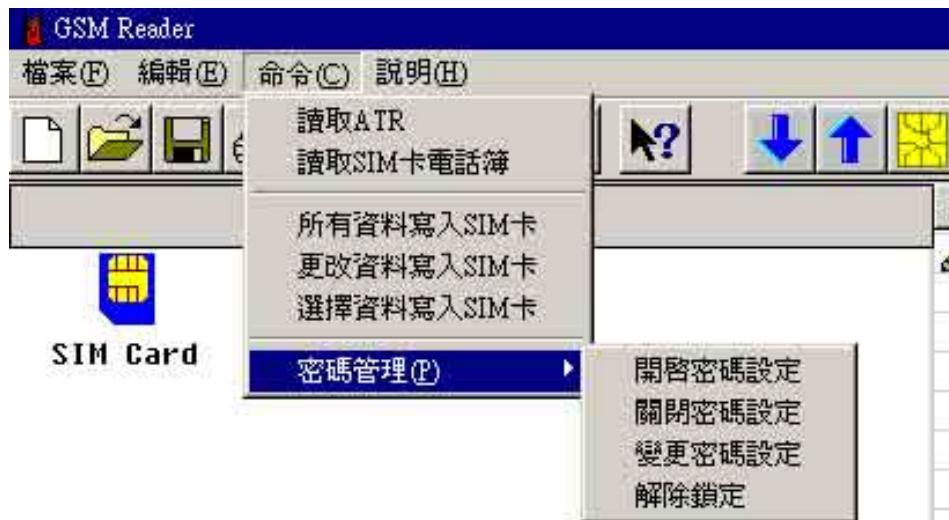 GSM Reader
檔案(F) 編輯(E) 命令(C) 說明(H)
讀取ATR
讀取SIM卡電話簿
所有資料寫入SIM卡
更改資料寫入SIM卡
選擇資料寫入SIM卡
密碼管理(P)
SIM Card
開啓密碼設定
關閉密碼設定
變更密碼設定
解除鎖定